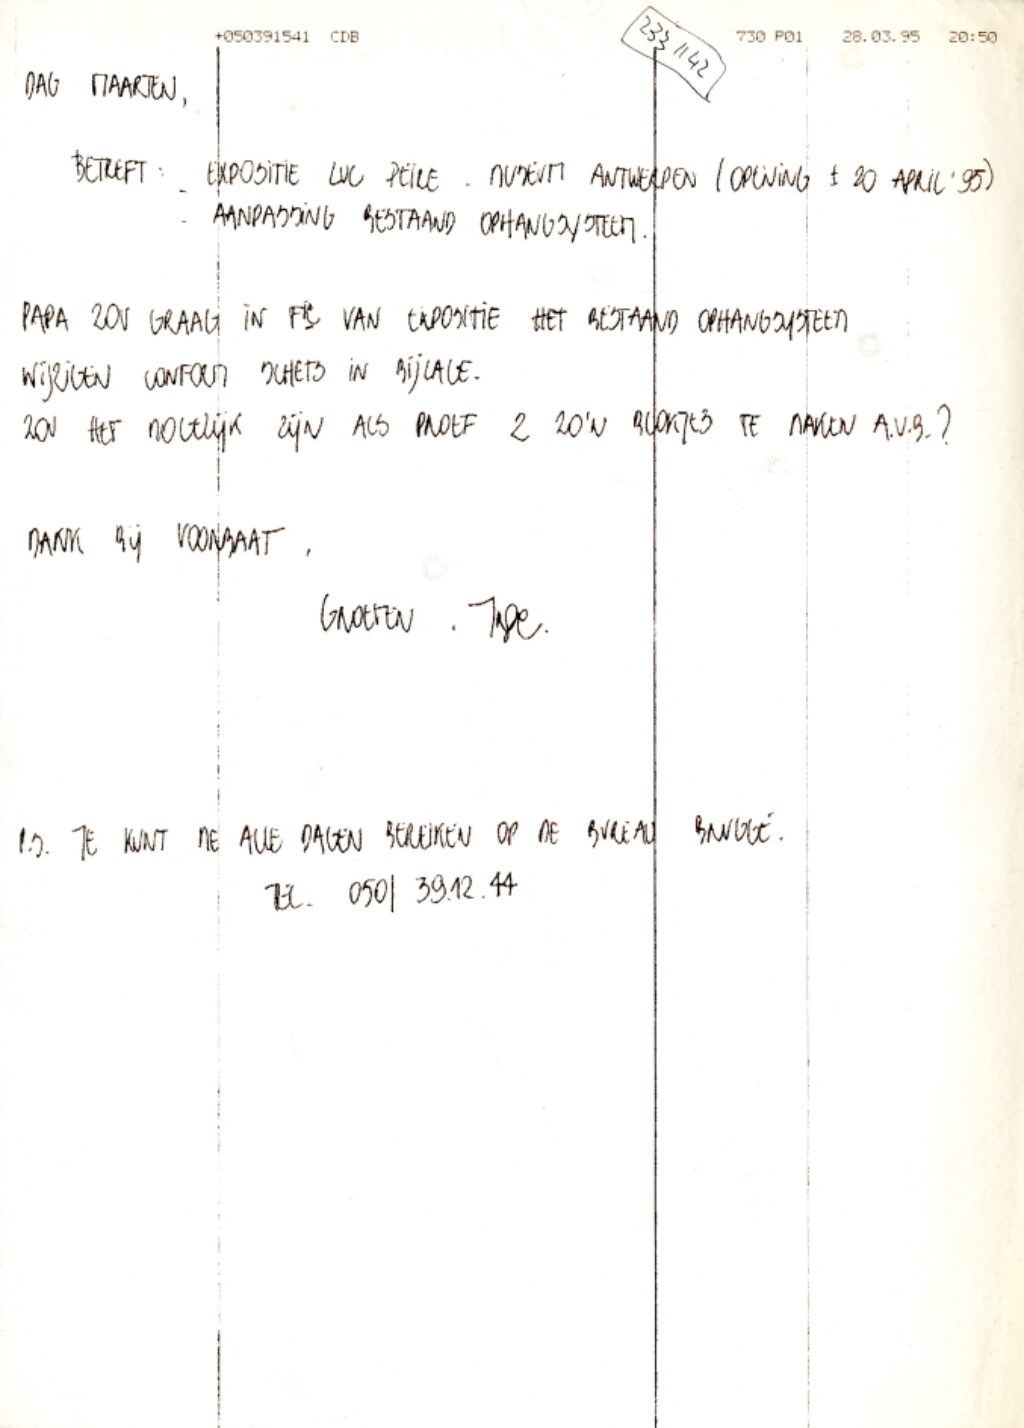 +050391541 CDB 730 P01 28.03.95 20:50
233 1142
DAG MAARTEN,
BETREFT: - EXPOSITIE LUC PEIRE - MUSEUM ANTWERPEN (OPENING ± 20 APRIL '95)
- AANPASSING BESTAAND OPHANGSYSTEEM.
PAPA ZOU GRAAG IN VAN EXPOSITIE HET BESTAAND OPHANGSYSTEEM
WIJZIGEN CONFORM SCHETS IN BIJLAGE.
ZOU HET MOGELIJK ZIJN ALS PROEF 2 ZO'N BLOKJES TE MAKEN A.U.B.?
DANK BIJ VOORBAAT,
GROETEN.
P.S. JE KUNT ME ALLE DAGEN BEREIKEN OP DE BUREAU BRUGGE.
TEL. 050/ 39.12.44